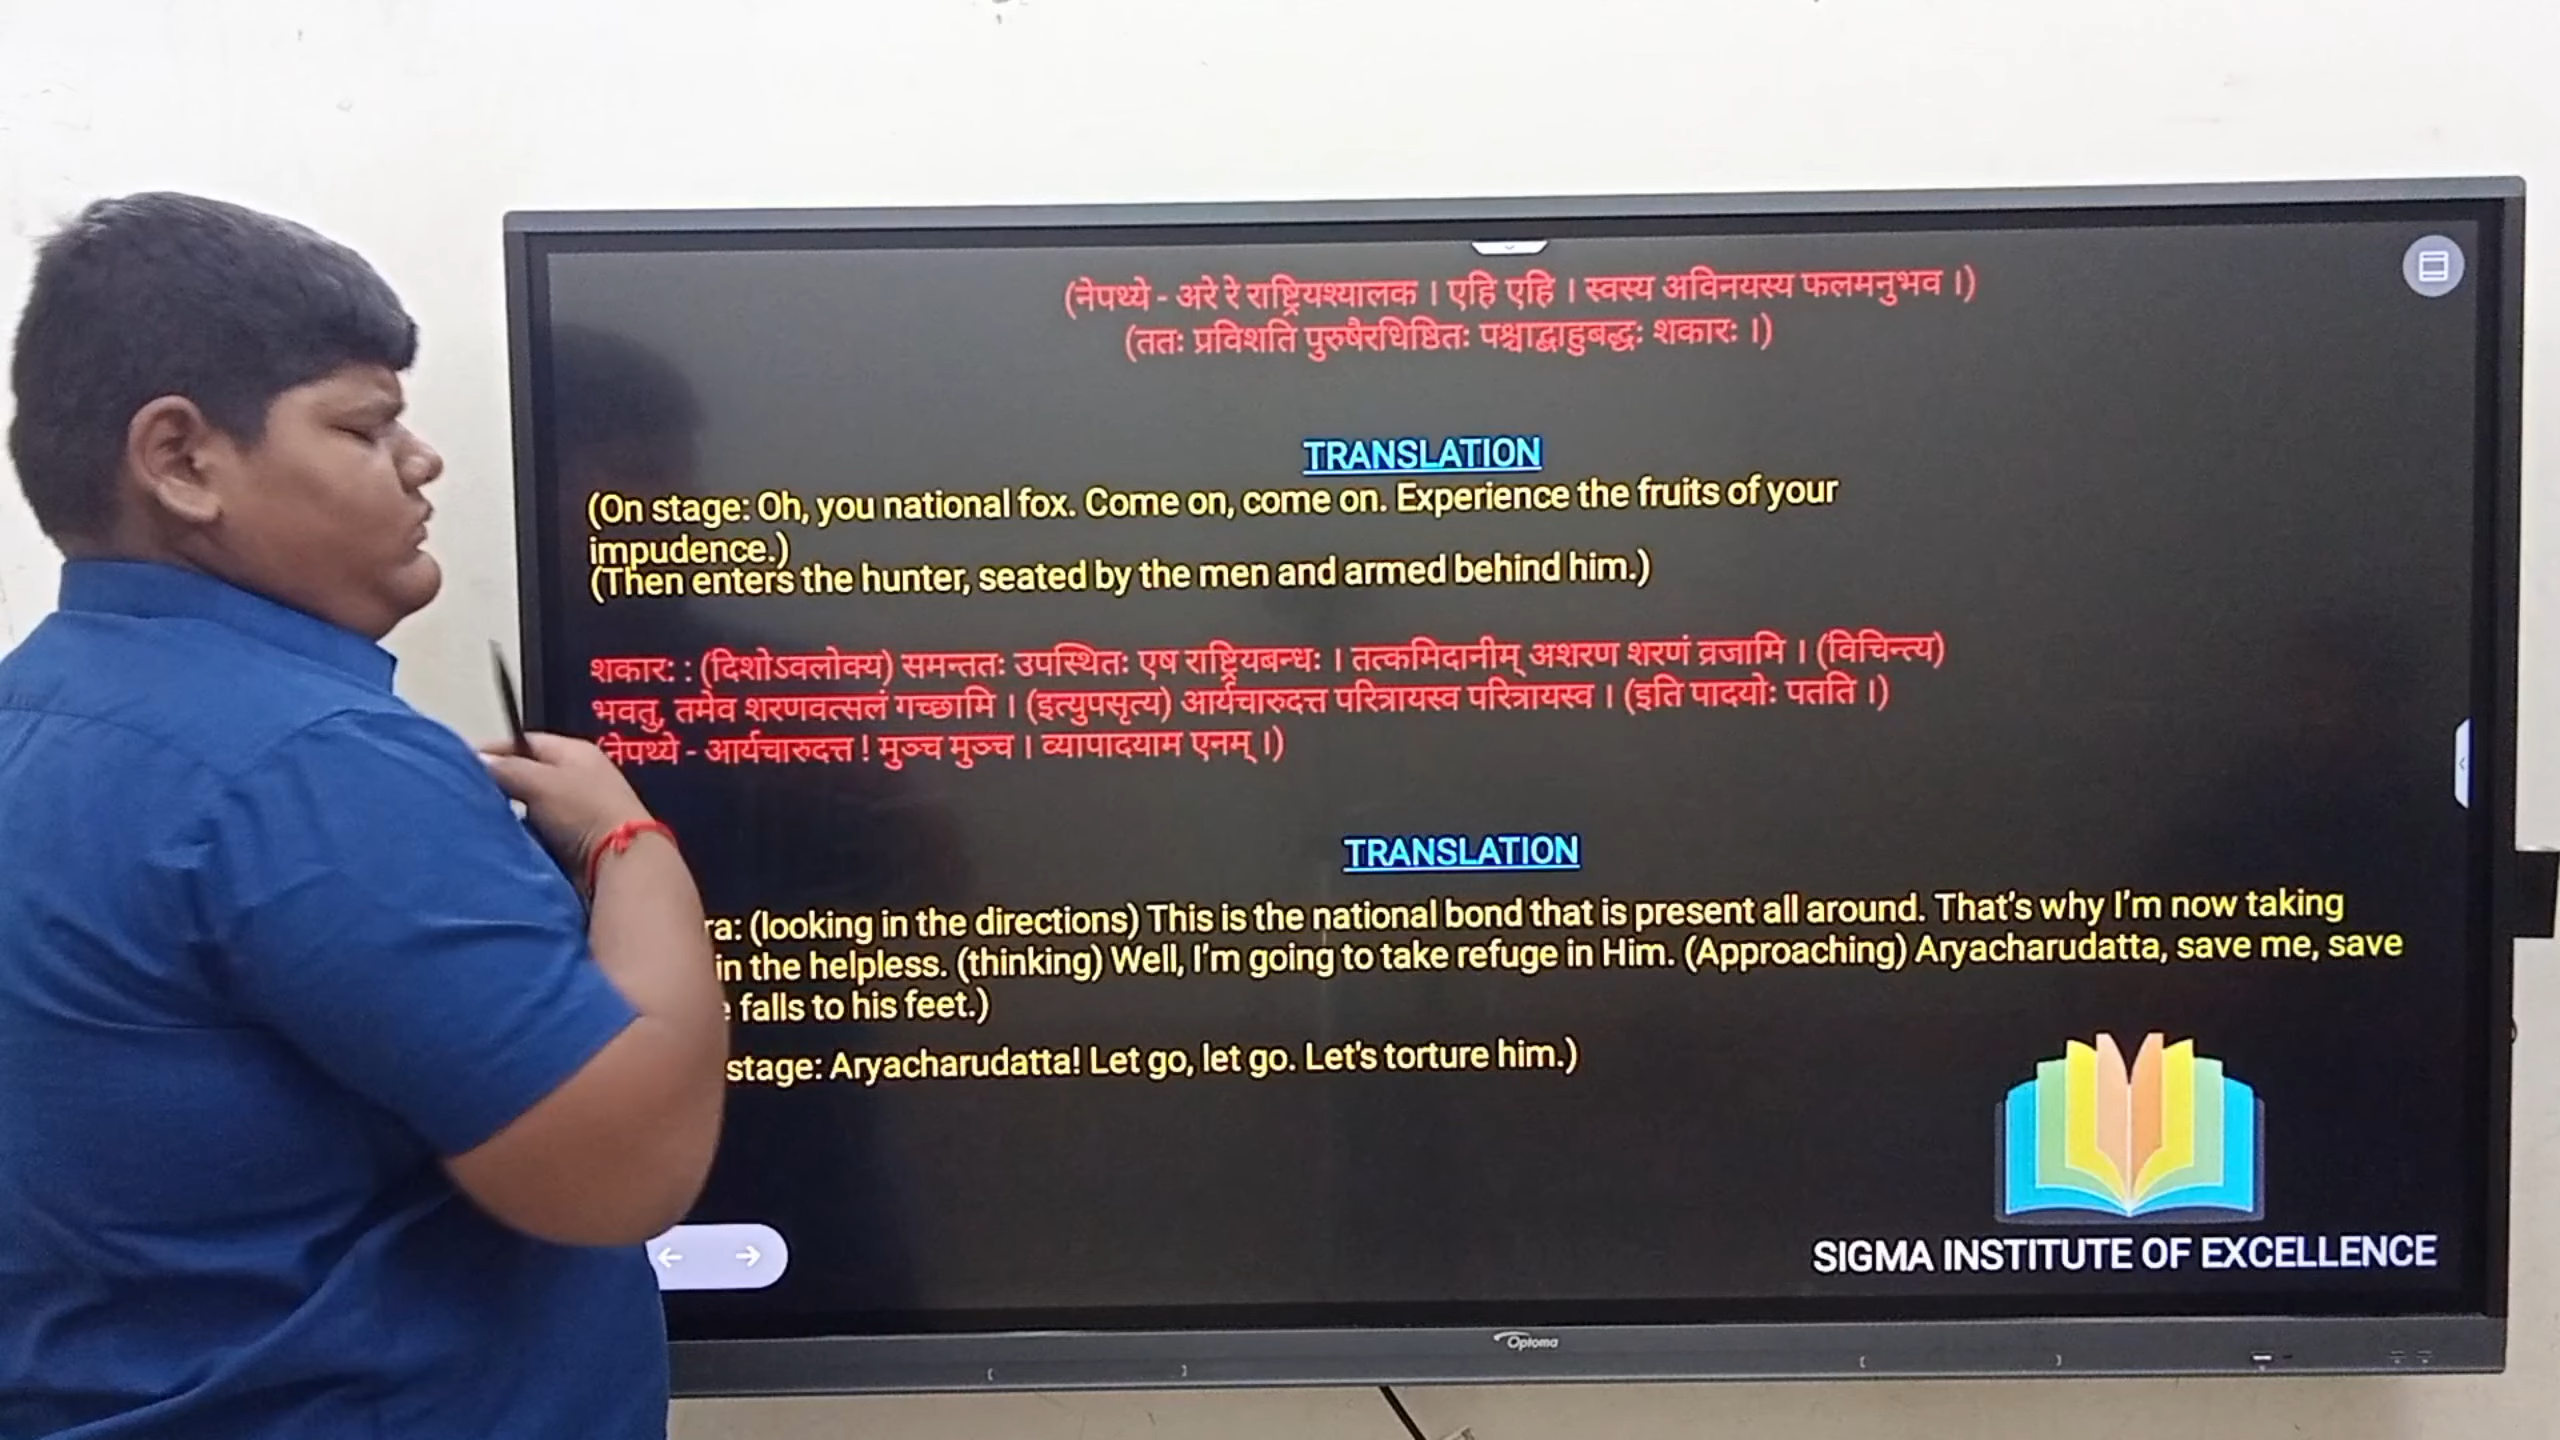 (नेपथ्ये - अरे रे राष्ट्रियश्यालक । एहि एहि । स्वस्य अविनयस्य फलमनुभव ।)
(ततः प्रविशति पुरुषैरधिष्ठितः पश्चाद्बाहुबद्धः शकारः ।)
TRANSLATION
(On stage: Oh, you national fox. Come on, come on. Experience the fruits of your
impudence.)
(Then enters the hunter, seated by the men and armed behind him.)
शकारः : (दिशोऽवलोक्य) समन्ततः उपस्थितः एष राष्ट्रियबन्धः । तत्कमिदानीम् अशरण शरणं व्रजामि । (विचिन्त्य)
भवतु, तमेव शरणवत्सलं गच्छामि । (इत्युपसृत्य) आर्यचारुदत्त परित्रायस्व परित्रायस्व । (इति पादयोः पतति ।)
नेपथ्ये - आर्यचारुदत्त ! मुञ्च मुञ्च । व्यापादयाम एनम् ।)
TRANSLATION
ra: (looking in the directions) This is the national bond that is present all around. That's why I'm now taking
in the helpless. (thinking) Well, I'm going to take refuge in Him. (Approaching) Aryacharudatta, save me, save
falls to his feet.)
stage: Aryacharudatta! Let go, let go. Let's torture him.)
SIGMA INSTITUTE OF EXCELLENCE
Optoma